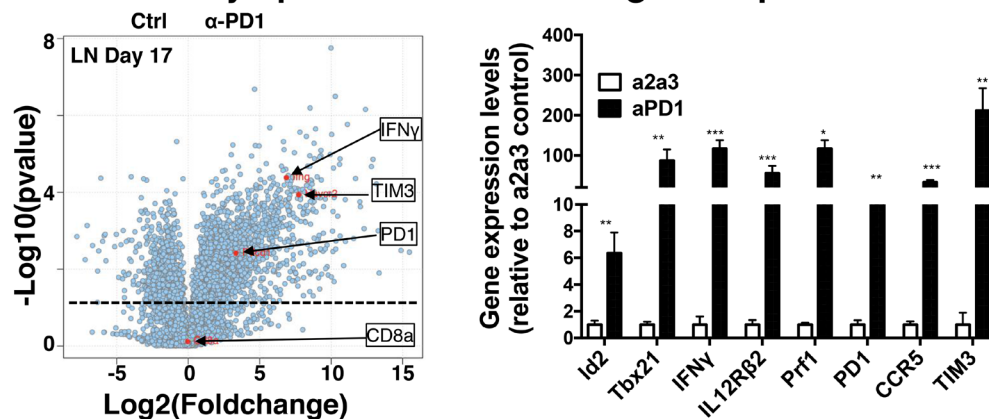 Ctrl α-PD1
LN Day 17
8
4
0
-Log10(pvalue)
IFNγ
TIM3
PD1
CD8a
-5 0 5 10 15
Log2(Foldchange)
Gene expression levels
(relative to a2a3 control)
400
300
200
100
10
8
6
4
2
0
a2a3
aPD1
** ** *** *** * ** *** **
Id2
Tbx21
IFNγ
IL12Rβ2
Prf1
PD1
CCR5
TIM3